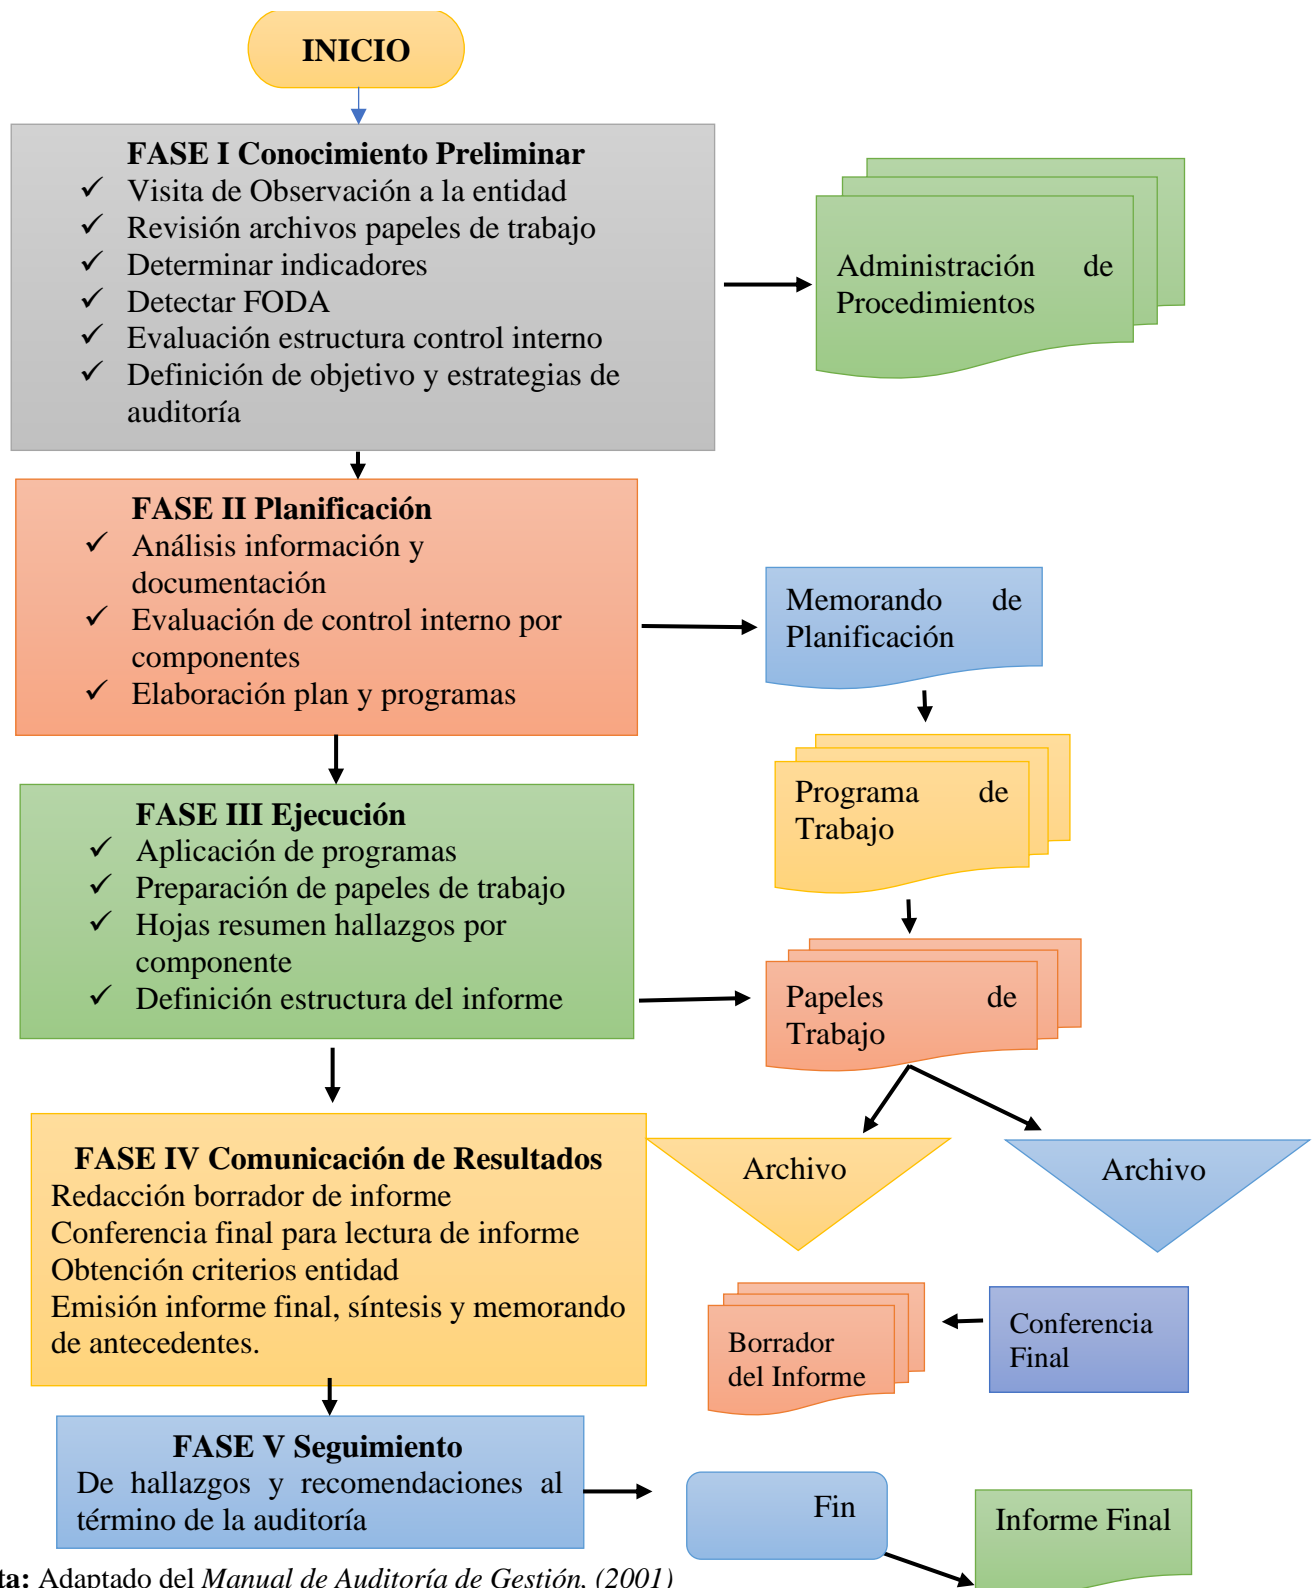 INICIO
FASE I Conocimiento Preliminar
✓ Visita de Observación a la entidad
✓ Revisión archivos papeles de trabajo
✓ Determinar indicadores
✓ Detectar FODA
✓ Evaluación estructura control interno
✓ Definición de objetivo y estrategias de
auditoría
Administración de
Procedimientos
FASE II Planificación
✓ Análisis información y
documentación
✓ Evaluación de control interno por
componentes
✓ Elaboración plan y programas
Memorando de
Planificación
Programa de
Trabajo
FASE III Ejecución
✓ Aplicación de programas
✓ Preparación de papeles de trabajo
✓ Hojas resumen hallazgos por
componente
✓ Definición estructura del informe
Papeles de
Trabajo
Archivo
Archivo
FASE IV Comunicación de Resultados
Redacción borrador de informe
Conferencia final para lectura de informe
Obtención criterios entidad
Emisión informe final, síntesis y memorando
de antecedentes.
Borrador
del Informe
Conferencia
Final
FASE V Seguimiento
De hallazgos y recomendaciones al
término de la auditoría
Fin
Informe Final
ta: Adaptado del Manual de Auditoría de Gestión, (2001)